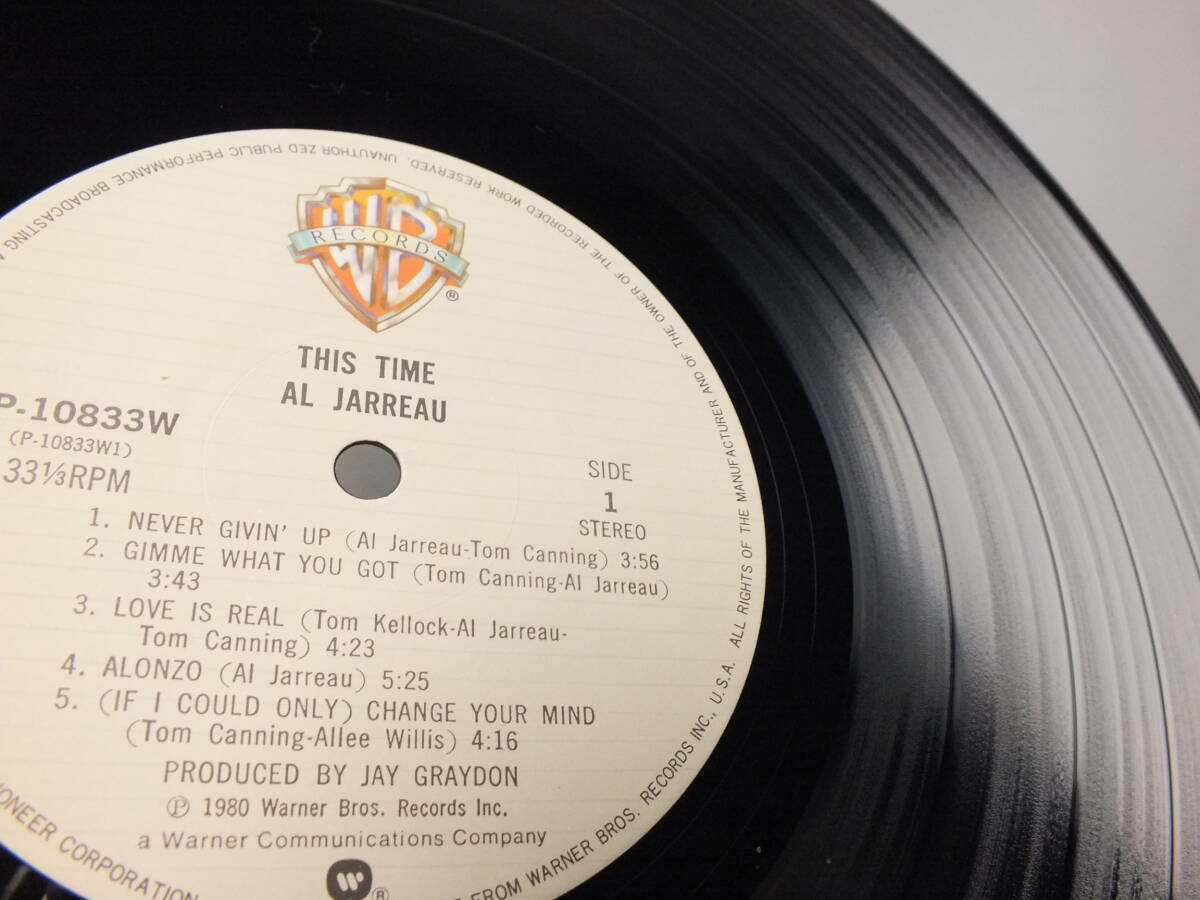 WB
RECORDS
®
THIS TIME
AL JARREAU
P-10833W
(P-10833W1)
33⅓RPM
SIDE
1
STEREO
1. NEVER GIVIN' UP (Al Jarreau-Tom Canning) 3:56
2. GIMME WHAT YOU GOT (Tom Canning-Al Jarreau)
3:43
3. LOVE IS REAL (Tom Kellock-Al Jarreau-
Tom Canning) 4:23
4. ALONZO (Al Jarreau) 5:25
5. (IF I COULD ONLY) CHANGE YOUR MIND
(Tom Canning-Allee Willis) 4:16
PRODUCED BY JAY GRAYDON
℗ 1980 Warner Bros. Records Inc.
a Warner Communications Company
®
FROM WARNER BROS. RECORDS INC., U.S.A. ALL RIGHTS OF THE MANUFACTURER AND OF THE OWNER OF THE RECORDED WORK RESERVED. UNAUTHOR ZED PUBLIC PERFORMANCE BROADCASTING
CORPORATION